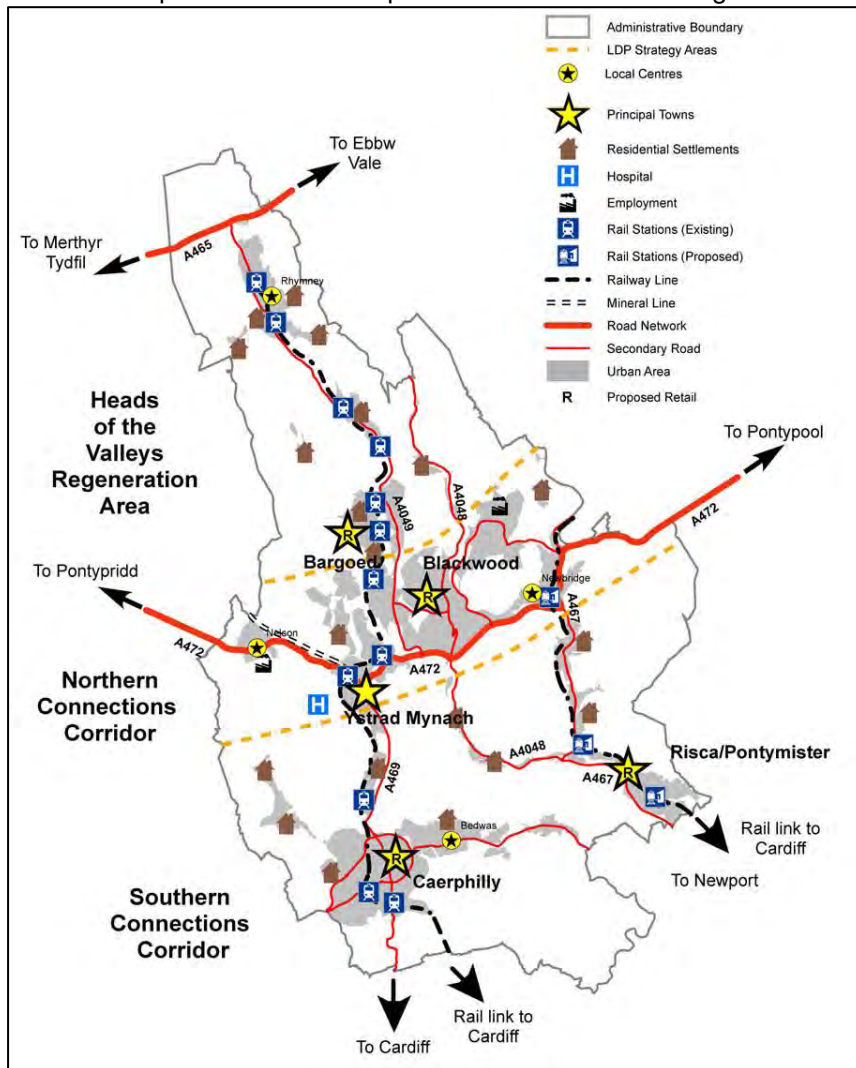 Administrative Boundary
LDP Strategy Areas
Local Centres
Principal Towns
Residential Settlements
H
Hospital
Employment
Rail Stations (Existing)
Rail Stations (Proposed)
Railway Line
Mineral Line
Road Network
Secondary Road
Urban Area
R
Proposed Retail
To Ebbw
Vale
To Merthyr
Tydfil
A465
Rhymney
Heads
of the
Valleys
Regeneration
Area
To Pontypool
A472
A4049
A4048
R
Bargoed
Blackwood
R
Newbridge
A467
To Pontypridd
A472
Nelson
A472
Northern
Connections
Corridor
H
Ystrad Mynach
A469
A4048
Risca/Pontymister
A467
R
Rail link to
Cardiff
To Newport
Bedwas
R
Caerphilly
Southern
Connections
Corridor
Rail link to
Cardiff
To Cardiff